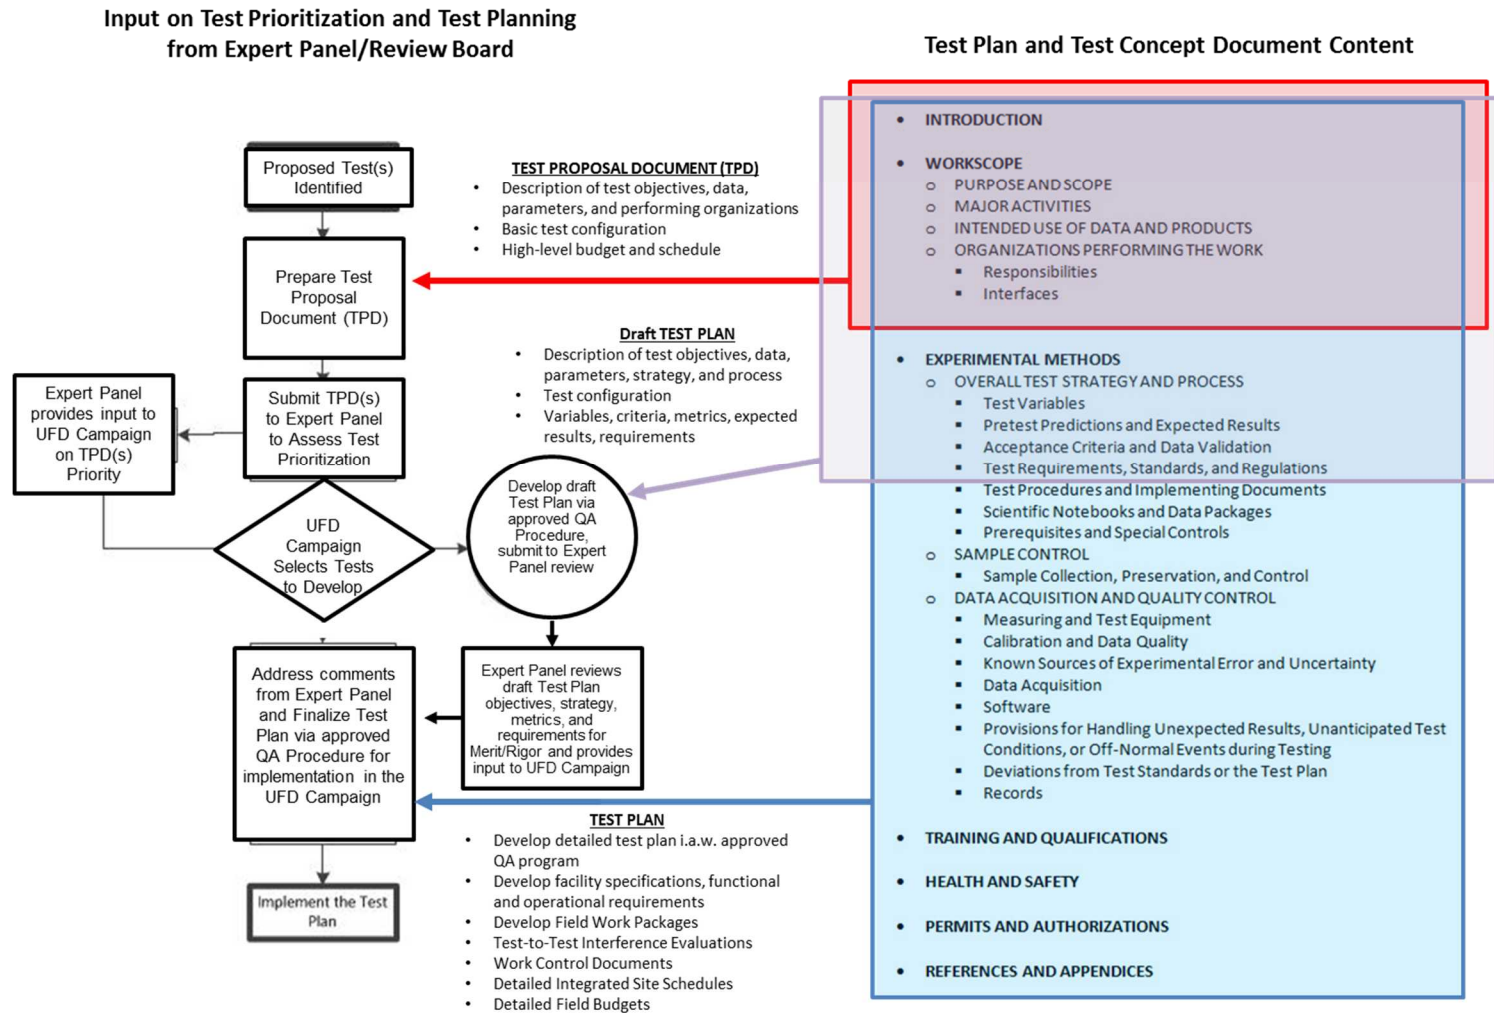 Input on Test Prioritization and Test Planning
from Expert Panel/Review Board
Proposed Test(s)
Identified
Prepare Test
Proposal
Document (TPD)
Submit TPD(s)
to Expert Panel
to Assess Test
Prioritization
Expert Panel
provides input to
UFD Campaign
on TPD(s)
Priority
UFD
Campaign
Selects Tests
to Develop
Develop draft
Test Plan via
approved QA
Procedure,
submit to Expert
Panel review
Expert Panel reviews
draft Test Plan
objectives, strategy,
metrics, and
requirements for
Merit/Rigor and provides
input to UFD Campaign
Address comments
from Expert Panel
and Finalize Test
Plan via approved
QA Procedure for
implementation in the
UFD Campaign
Implement the Test
Plan
TEST PROPOSAL DOCUMENT (TPD)
• Description of test objectives, data,
parameters, and performing organizations
• Basic test configuration
• High-level budget and schedule
Draft TEST PLAN
• Description of test objectives, data,
parameters, strategy, and process
• Test configuration
• Variables, criteria, metrics, expected
results, requirements
TEST PLAN
• Develop detailed test plan i.a.w. approved
QA program
• Develop facility specifications, functional
and operational requirements
• Develop Field Work Packages
• Test-to-Test Interference Evaluations
• Work Control Documents
• Detailed Integrated Site Schedules
• Detailed Field Budgets
Test Plan and Test Concept Document Content
• INTRODUCTION
• WORKSCOPE
o PURPOSE AND SCOPE
o MAJOR ACTIVITIES
o INTENDED USE OF DATA AND PRODUCTS
o ORGANIZATIONS PERFORMING THE WORK
▪ Responsibilities
▪ Interfaces
• EXPERIMENTAL METHODS
o OVERALL TEST STRATEGY AND PROCESS
▪ Test Variables
▪ Pretest Predictions and Expected Results
▪ Acceptance Criteria and Data Validation
▪ Test Requirements, Standards, and Regulations
▪ Test Procedures and Implementing Documents
▪ Scientific Notebooks and Data Packages
▪ Prerequisites and Special Controls
o SAMPLE CONTROL
▪ Sample Collection, Preservation, and Control
o DATA ACQUISITION AND QUALITY CONTROL
▪ Measuring and Test Equipment
▪ Calibration and Data Quality
▪ Known Sources of Experimental Error and Uncertainty
▪ Data Acquisition
▪ Software
▪ Provisions for Handling Unexpected Results, Unanticipated Test
Conditions, or Off-Normal Events during Testing
▪ Deviations from Test Standards or the Test Plan
▪ Records
• TRAINING AND QUALIFICATIONS
• HEALTH AND SAFETY
• PERMITS AND AUTHORIZATIONS
• REFERENCES AND APPENDICES